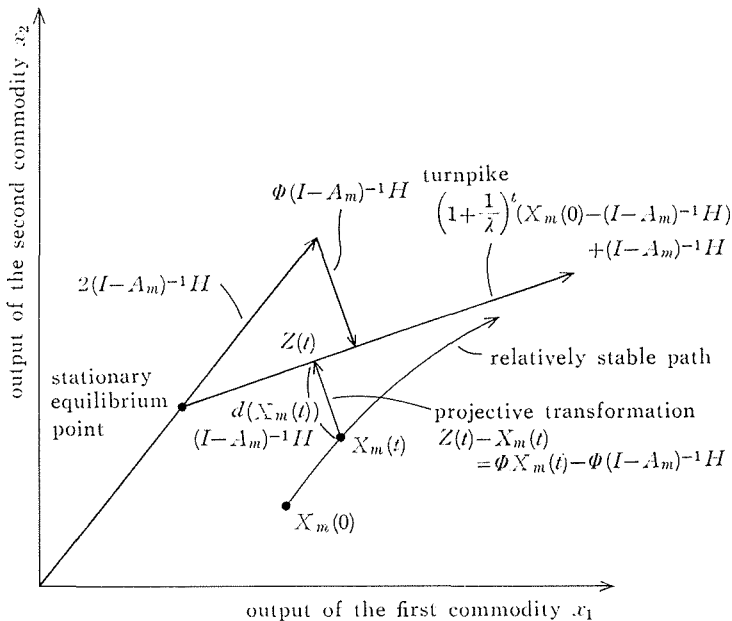 output of the second commodity x₂
Φ(I−Aₘ)⁻¹H
turnpike
(1+1/λ)ᵗ(Xₘ(0)−(I−Aₘ)⁻¹H)
+(I−Aₘ)⁻¹H
2(I−Aₘ)⁻¹H
Z(t)
relatively stable path
stationary
equilibrium
point
d(Xₘ(t))
(I−Aₘ)⁻¹H
Xₘ(t)
projective transformation
Z(t)−Xₘ(t)
=ΦXₘ(t)−Φ(I−Aₘ)⁻¹H
Xₘ(0)
output of the first commodity x₁